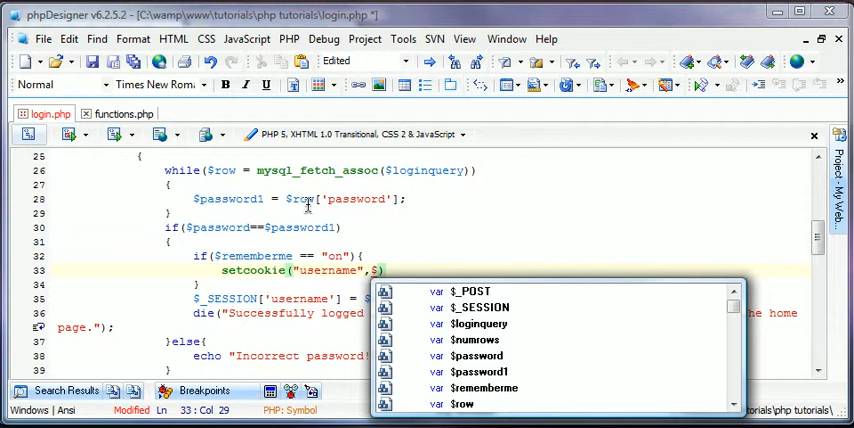 phpDesigner v6.2.5.2 - [C:\wamp\www\tutorials\php tutorials\login.php *]
File Edit Find Format HTML CSS JavaScript PHP Debug Project Tools SVN View Window Help
Edited
Normal Times New Roma B I U
login.php functions.php
PHP 5, XHTML 1.0 Transitional, CSS 2 & JavaScript
Project - My Web
25 {
26 while($row = mysql_fetch_assoc($loginquery))
27 {
28 $password1 = $row['password'];
29 }
30 if($password==$password1)
31 {
32 if($rememberme == "on"){
33 setcookie("username",$)
34 }
35 $_SESSION['username'] = $
36 die("Successfully logged he home
page.");
37 }else{
38 echo "Incorrect password!
39 }
var $_POST
var $_SESSION
var $loginquery
var $numrows
var $password
var $password1
var $rememberme
var $row
Search Results Breakpoints
Windows | Ansi Modified Ln 33 : Col 29 PHP: Symbol torials\php tutorials\